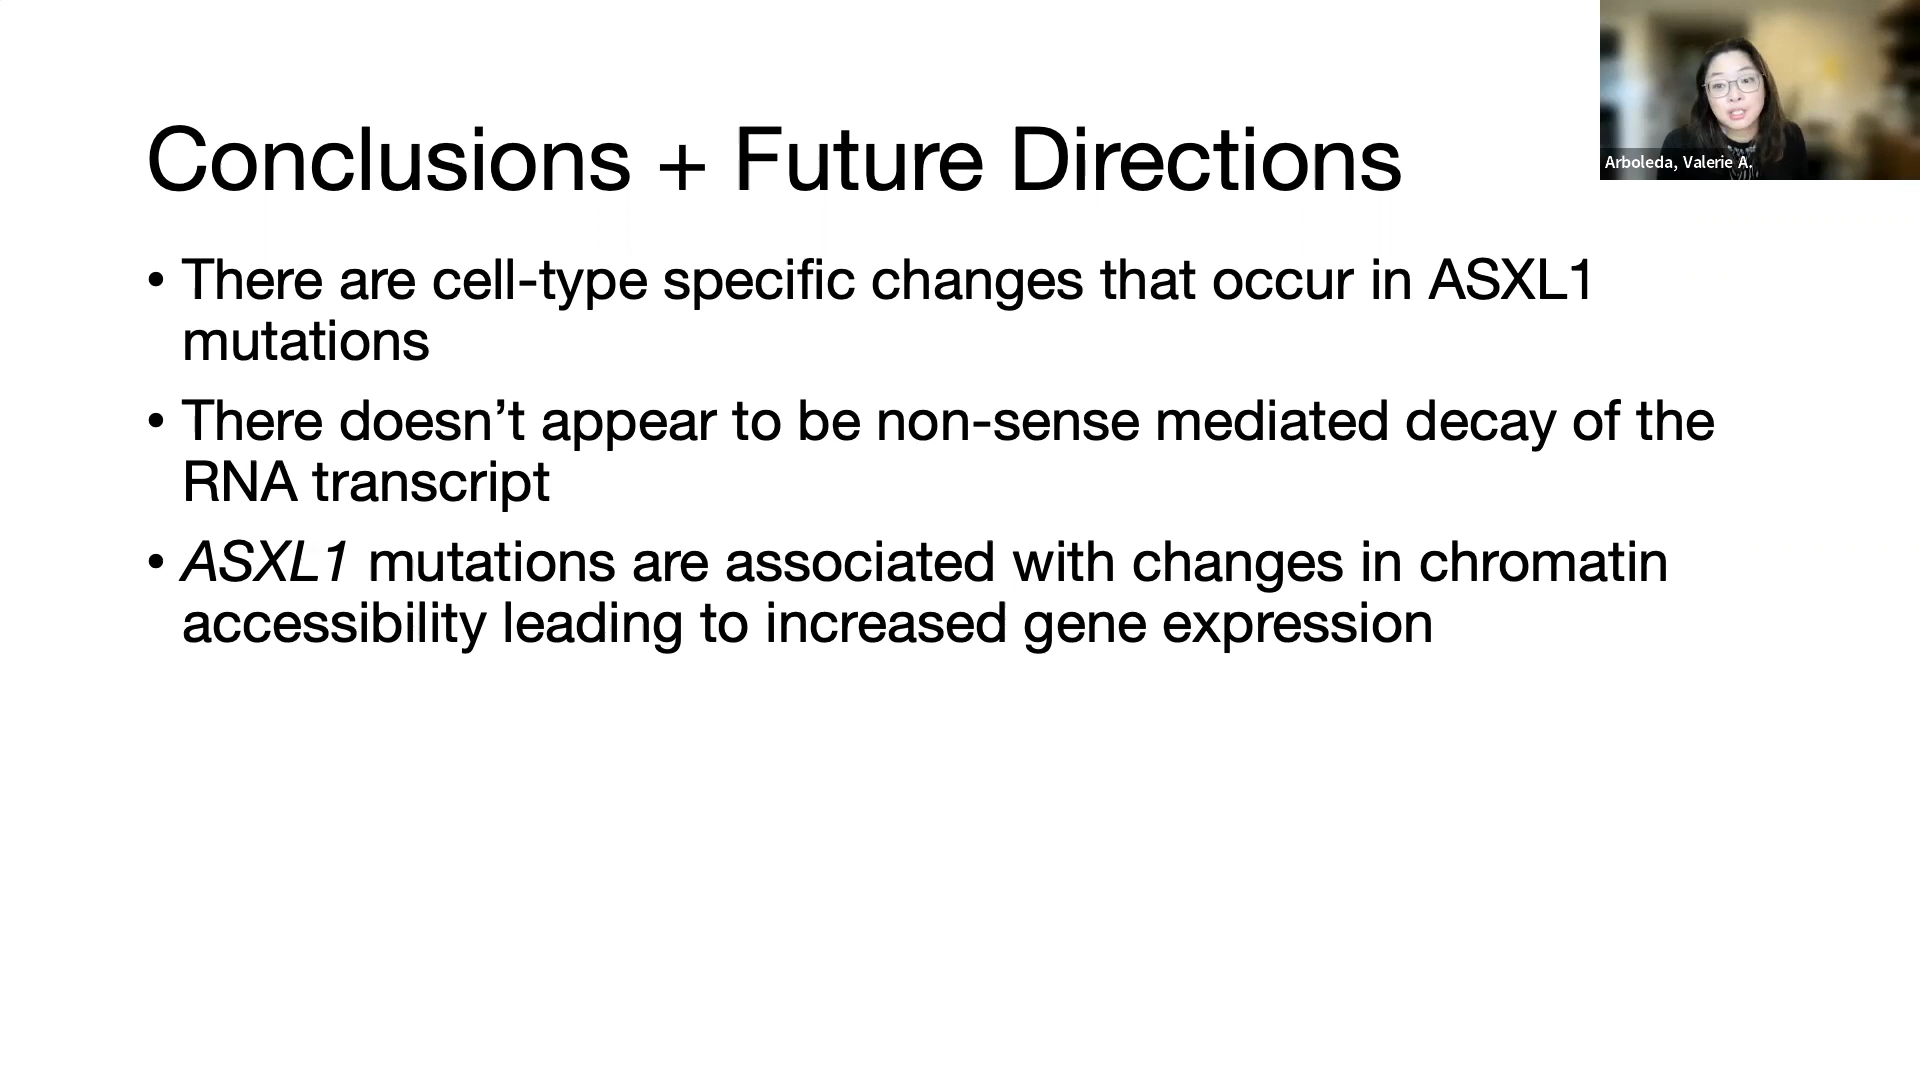 Conclusions + Future Directions
Arboleda, Valerie A.
• There are cell-type specific changes that occur in ASXL1
mutations
• There doesn’t appear to be non-sense mediated decay of the
RNA transcript
• ASXL1 mutations are associated with changes in chromatin
accessibility leading to increased gene expression